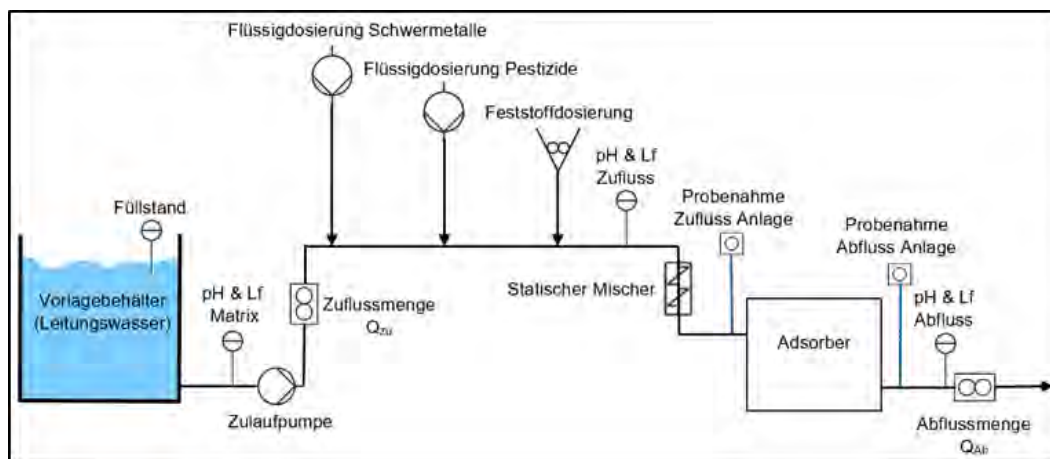 Flüssigdosierung Schwermetalle
Flüssigdosierung Pestizide
Feststoffdosierung
pH & Lf
Zufluss
Probenahme
Zufluss Anlage
Probenahme
Abfluss Anlage
Füllstand
Vorlagebehälter
(Leitungswasser)
pH & Lf
Matrix
Zuflussmenge
Qzu
Statischer Mischer
pH & Lf
Abfluss
Adsorber
Zulaufpumpe
Abflussmenge
QAb